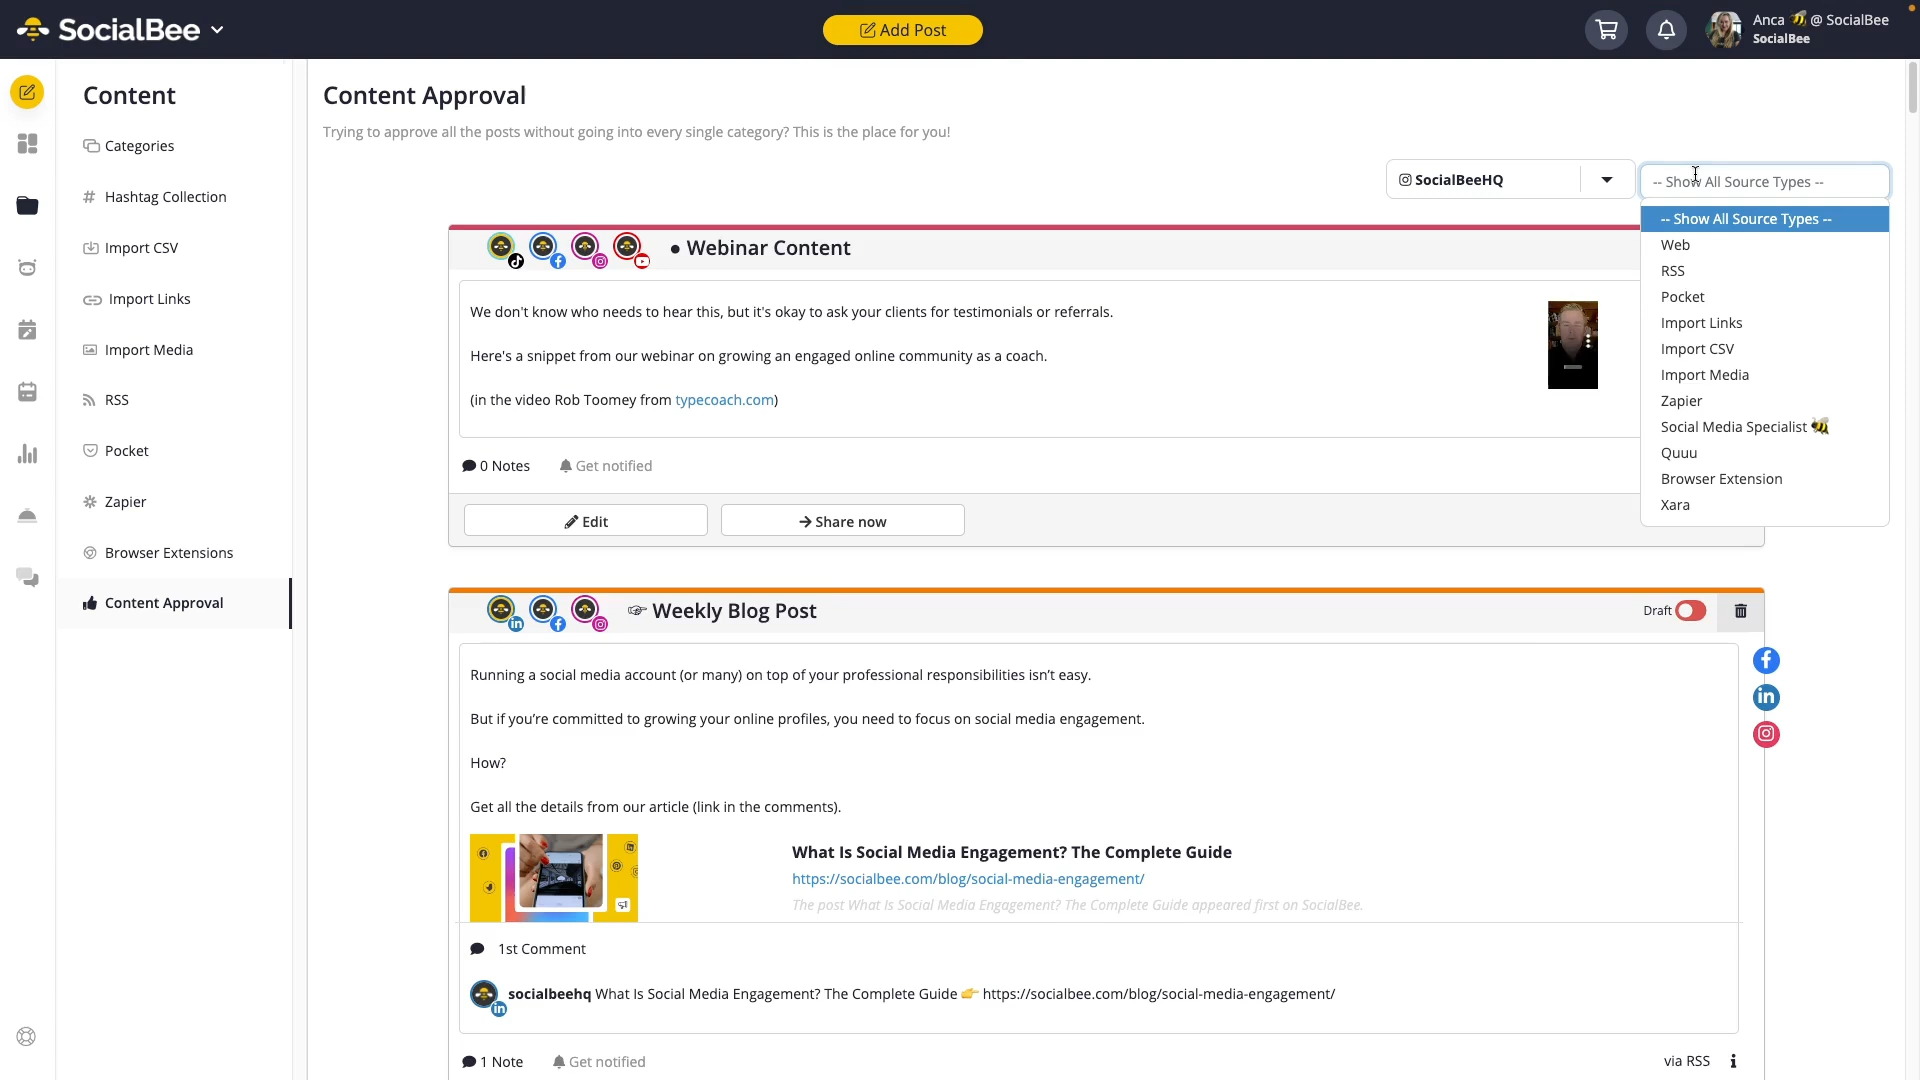 SocialBee
Add Post
Anca 🐝 @ SocialBee
SocialBee
Content
Categories
# Hashtag Collection
Import CSV
Import Links
Import Media
RSS
Pocket
Zapier
Browser Extensions
Content Approval
Content Approval
Trying to approve all the posts without going into every single category? This is the place for you!
SocialBeeHQ
-- Show All Source Types --
-- Show All Source Types --
Web
RSS
Pocket
Import Links
Import CSV
Import Media
Zapier
Social Media Specialist 🐝
Quuu
Browser Extension
Xara
● Webinar Content
We don't know who needs to hear this, but it's okay to ask your clients for testimonials or referrals.
Here's a snippet from our webinar on growing an engaged online community as a coach.
(in the video Rob Toomey from typecoach.com)
0 Notes
Get notified
Edit
→ Share now
👉 Weekly Blog Post
Draft
Running a social media account (or many) on top of your professional responsibilities isn't easy.
But if you're committed to growing your online profiles, you need to focus on social media engagement.
How?
Get all the details from our article (link in the comments).
What Is Social Media Engagement? The Complete Guide
https://socialbee.com/blog/social-media-engagement/
The post What Is Social Media Engagement? The Complete Guide appeared first on SocialBee.
1st Comment
socialbeehq What Is Social Media Engagement? The Complete Guide 👉 https://socialbee.com/blog/social-media-engagement/
1 Note
Get notified
via RSS